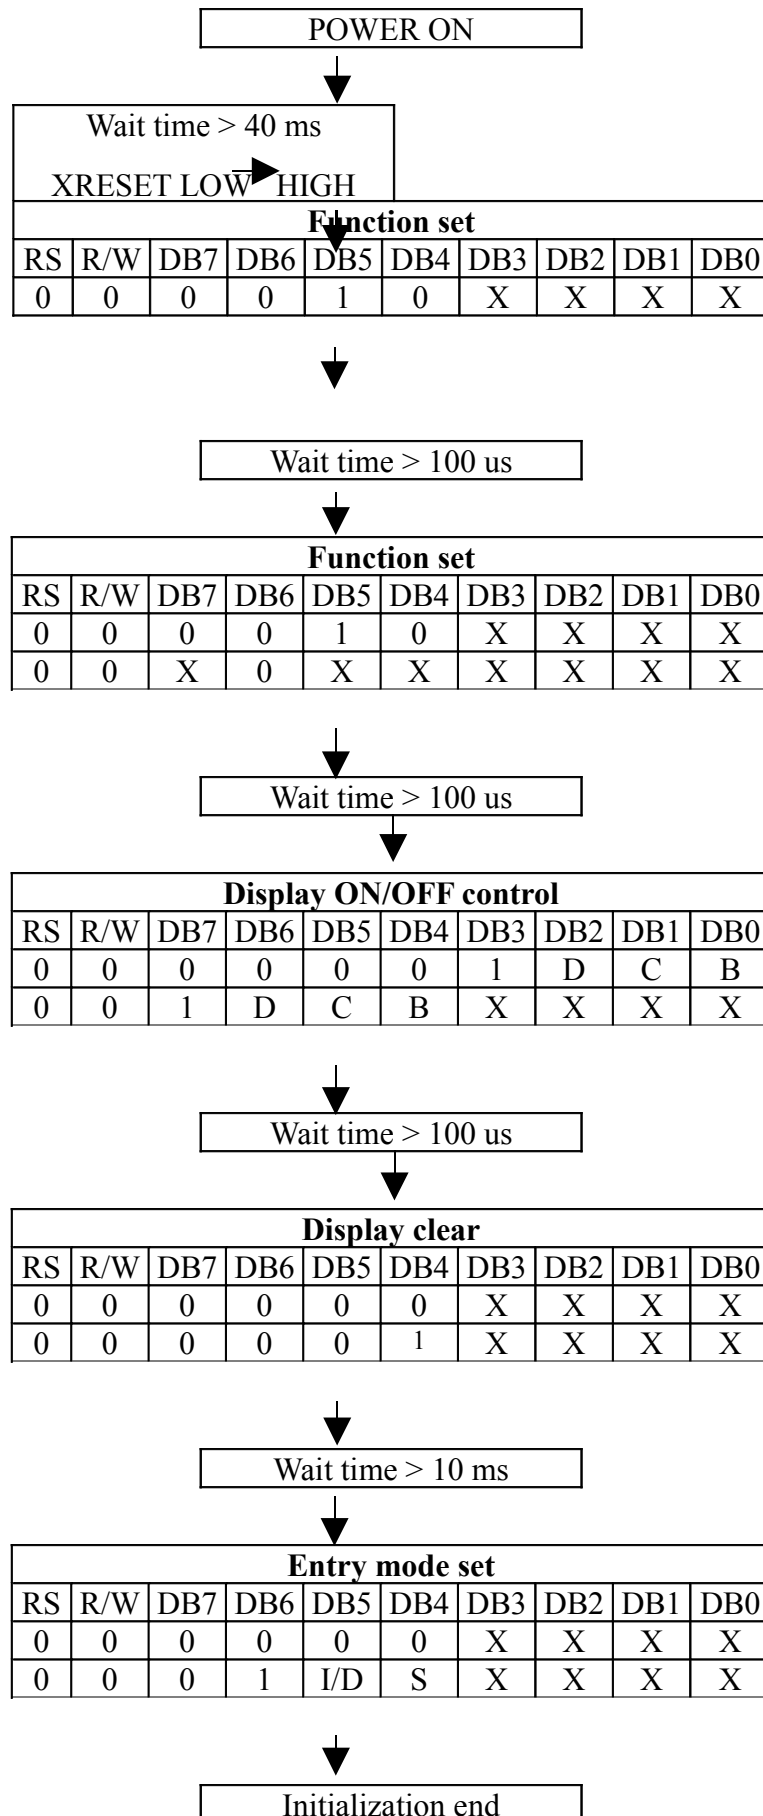 POWER ON
Wait time > 40 ms
XRESET LOW HIGH
Function set
RS R/W DB7 DB6 DB5 DB4 DB3 DB2 DB1 DB0
0 0 0 0 1 0 X X X X
Wait time > 100 us
Function set
RS R/W DB7 DB6 DB5 DB4 DB3 DB2 DB1 DB0
0 0 0 0 1 0 X X X X
0 0 X 0 X X X X X X
Wait time > 100 us
Display ON/OFF control
RS R/W DB7 DB6 DB5 DB4 DB3 DB2 DB1 DB0
0 0 0 0 0 0 1 D C B
0 0 1 D C B X X X X
Wait time > 100 us
Display clear
RS R/W DB7 DB6 DB5 DB4 DB3 DB2 DB1 DB0
0 0 0 0 0 0 X X X X
0 0 0 0 0 1 X X X X
Wait time > 10 ms
Entry mode set
RS R/W DB7 DB6 DB5 DB4 DB3 DB2 DB1 DB0
0 0 0 0 0 0 X X X X
0 0 0 1 I/D S X X X X
Initialization end